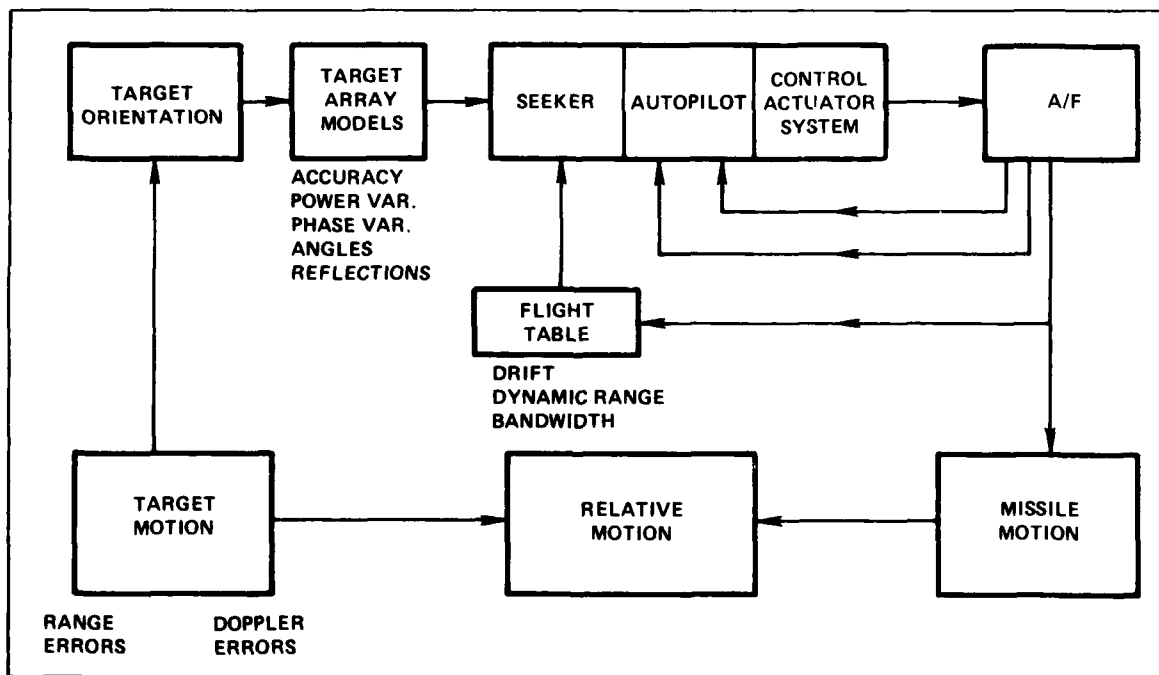 TARGET
ORIENTATION
TARGET
ARRAY
MODELS
SEEKER
AUTOPILOT
CONTROL
ACTUATOR
SYSTEM
A/F
ACCURACY
POWER VAR.
PHASE VAR.
ANGLES
REFLECTIONS
FLIGHT
TABLE
DRIFT
DYNAMIC RANGE
BANDWIDTH
TARGET
MOTION
RELATIVE
MOTION
MISSILE
MOTION
RANGE
ERRORS
DOPPLER
ERRORS